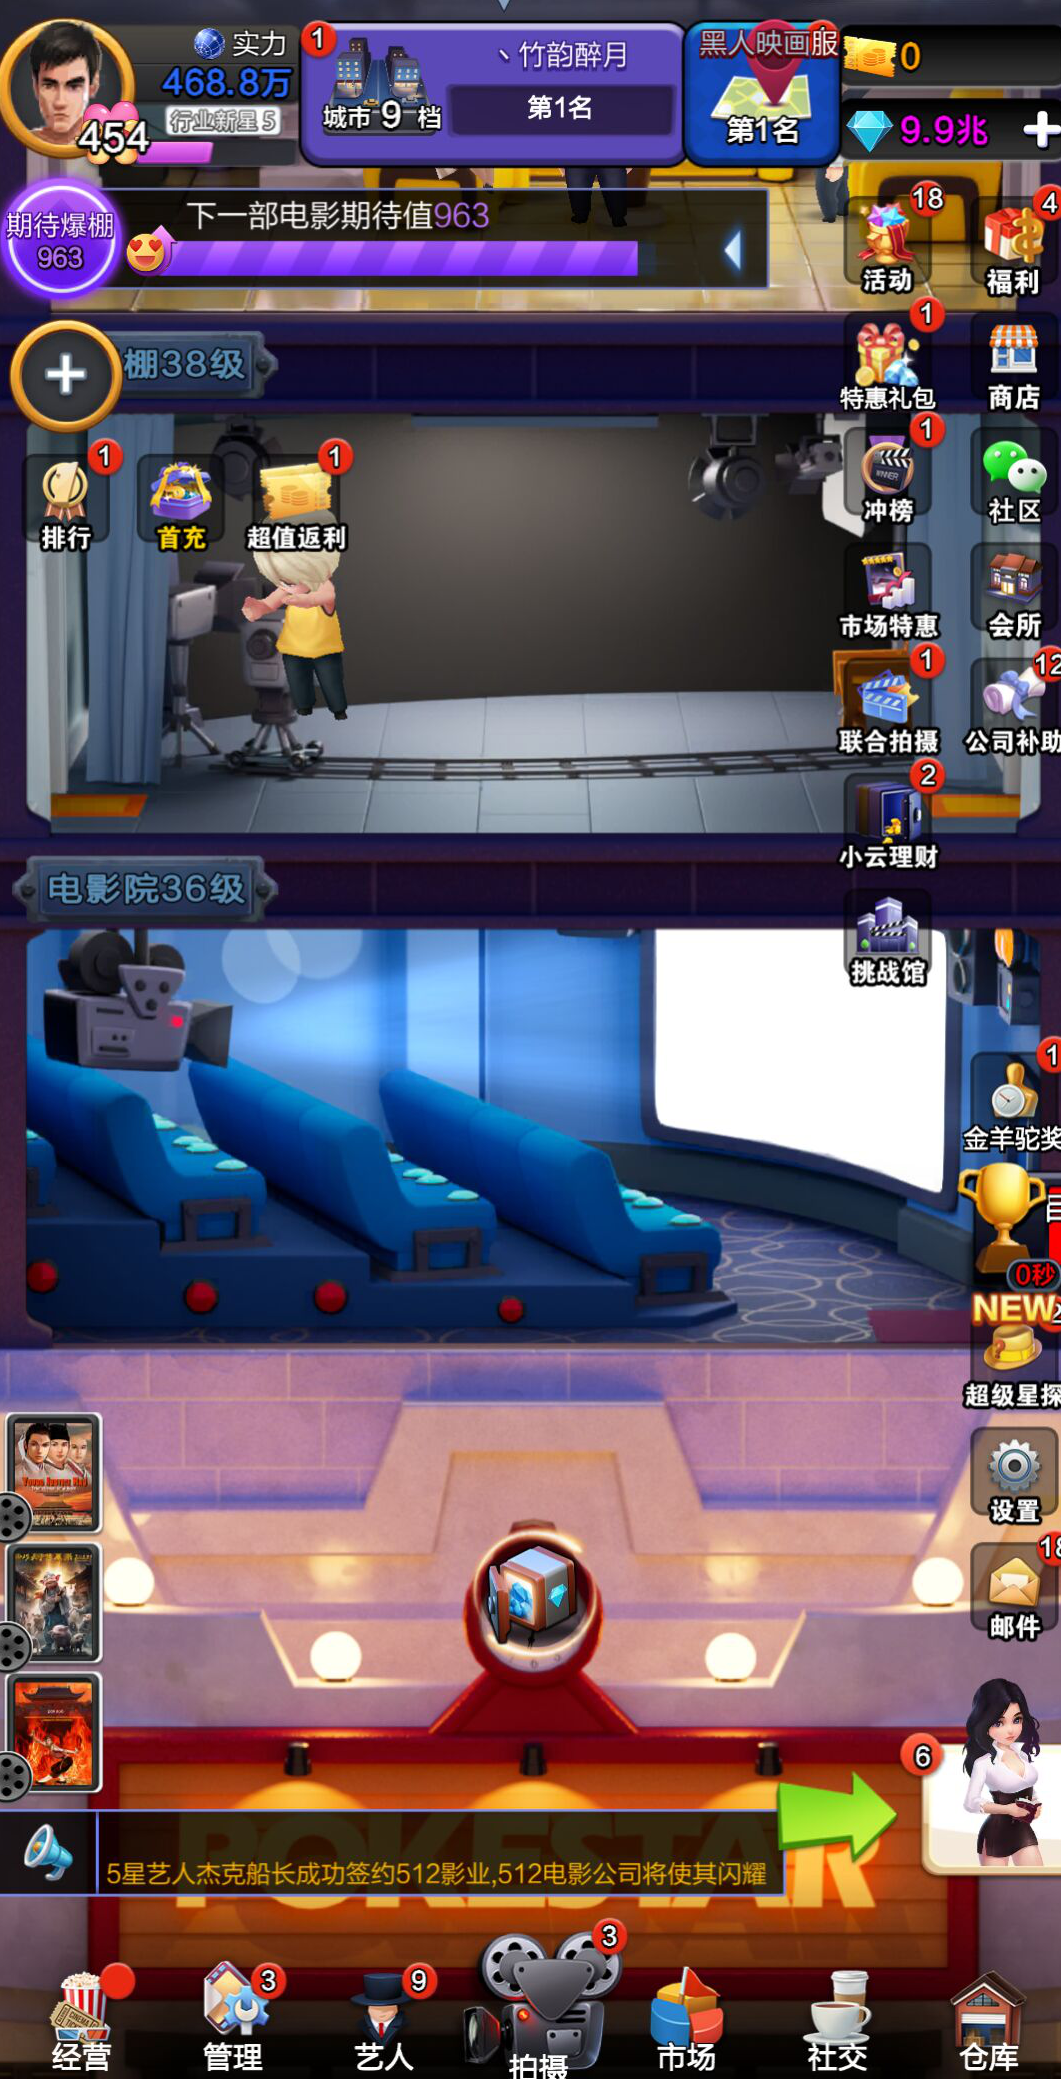 实力
468.8万
行业新星 5
454
1
城市 9 档
丶竹韵醉月
第1名
黑人映画服
第1名
0
9.9兆
期待爆棚
963
下一部电影期待值963
18
活动
4
福利
棚38级
1
特惠礼包
商店
1
排行
首充
1
超值返利
1
WINNER
冲榜
社区
市场特惠
会所
1
联合拍摄
12
公司补助
2
小云理财
电影院36级
挑战馆
1
金羊驼奖
0秒
NEW
超级星探
设置
18
邮件
6
POKESTAR
5星艺人杰克船长成功签约512影业,512电影公司将使其闪耀
经营
3
管理
9
艺人
3
拍摄
市场
社交
仓库